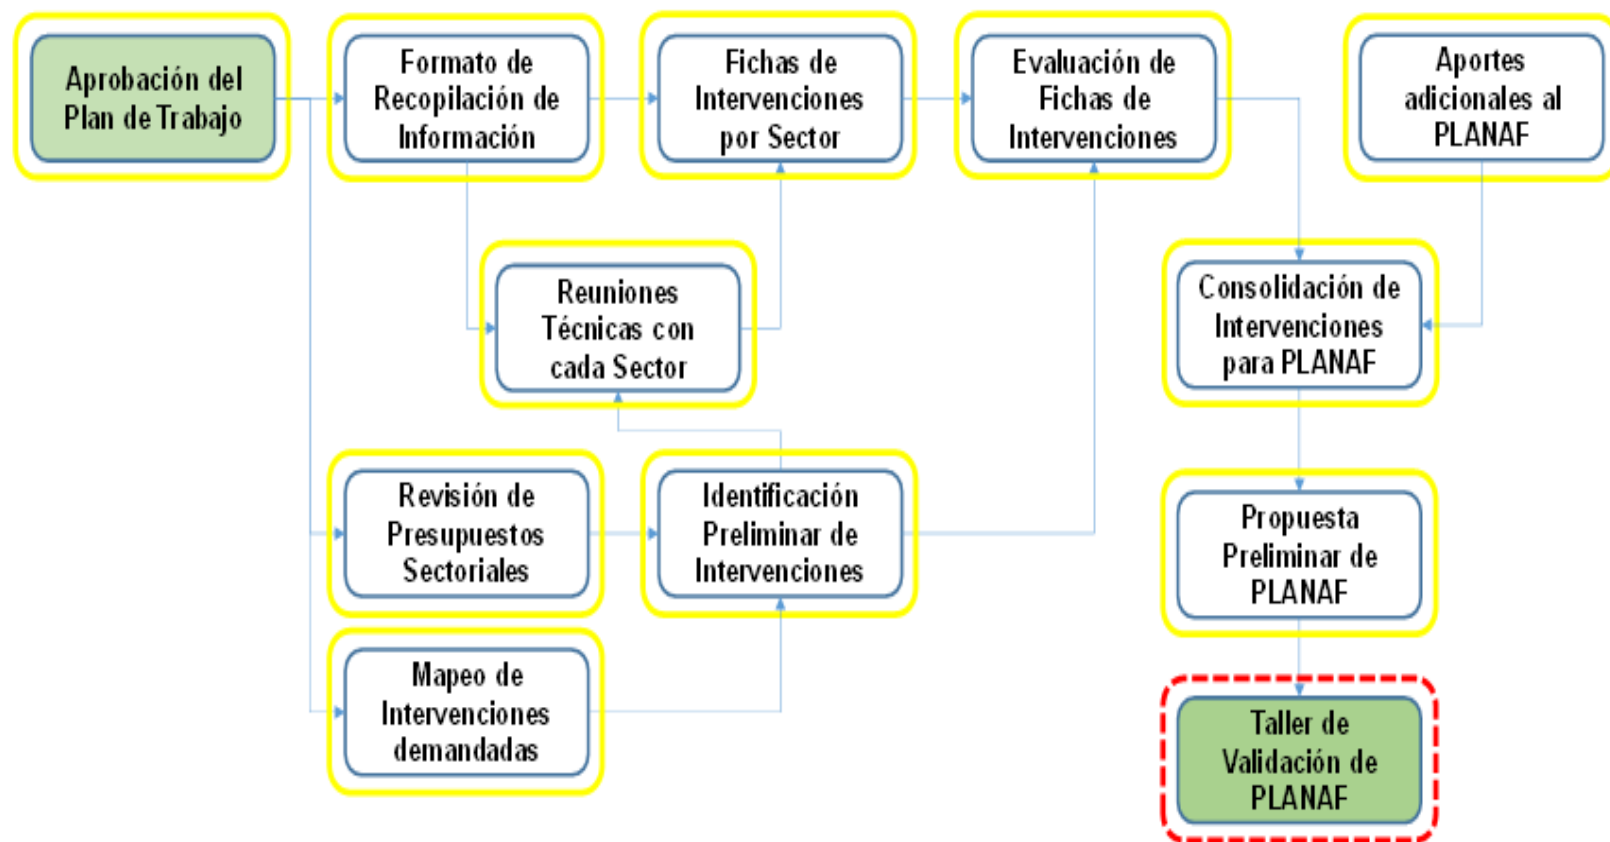 Aprobación del
Plan de Trabajo
Formato de
Recopilación de
Información
Fichas de
Intervenciones
por Sector
Evaluación de
Fichas de
Intervenciones
Aportes
adicionales al
PLANAF
Reuniones
Técnicas con
cada Sector
Consolidación de
Intervenciones
para PLANAF
Revisión de
Presupuestos
Sectoriales
Identificación
Preliminar de
Intervenciones
Propuesta
Preliminar de
PLANAF
Mapeo de
Intervenciones
demandadas
Taller de
Validación de
PLANAF